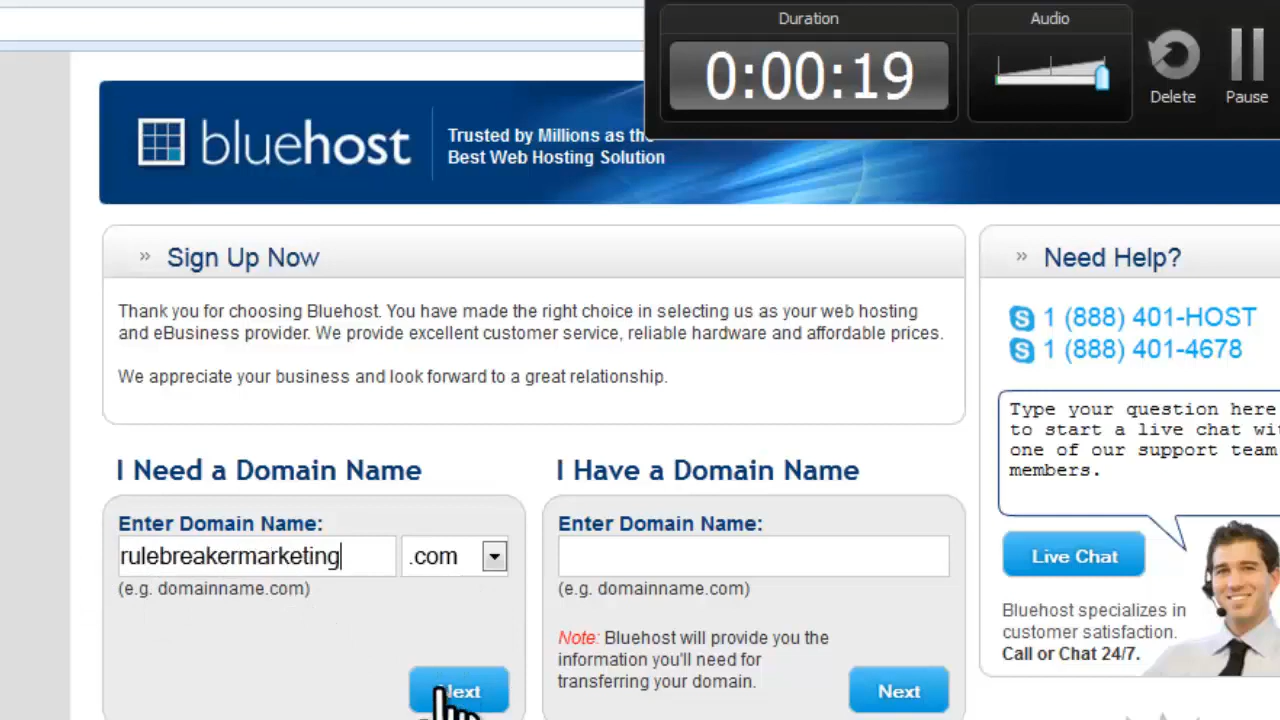 Duration
Audio
0:00:19
Delete
Pause
bluehost
Trusted by Millions as the
Best Web Hosting Solution
» Sign Up Now
Thank you for choosing Bluehost. You have made the right choice in selecting us as your web hosting
and eBusiness provider. We provide excellent customer service, reliable hardware and affordable prices.
We appreciate your business and look forward to a great relationship.
» Need Help?
1 (888) 401-HOST
1 (888) 401-4678
Type your question here
to start a live chat
one of our support team
members.
Live Chat
Bluehost specializes in
customer satisfaction.
Call or Chat 24/7.
I Need a Domain Name
Enter Domain Name:
rulebreakermarketing .com
(e.g. domainname.com)
Next
I Have a Domain Name
Enter Domain Name:
(e.g. domainname.com)
Note: Bluehost will provide you the
information you'll need for
transferring your domain.
Next